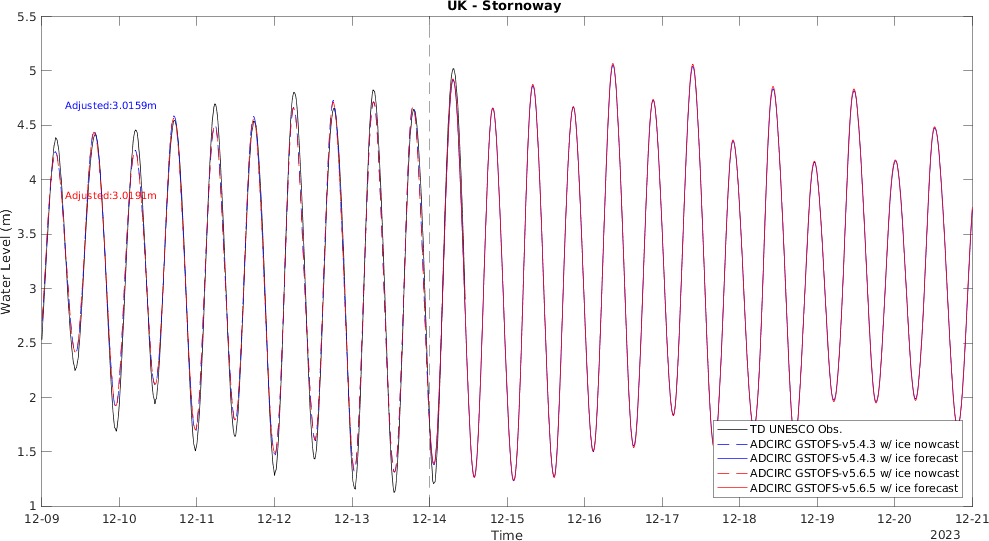 UK - Stornoway
5.5
5
4.5
4
3.5
3
2.5
2
1.5
1
Water Level (m)
Adjusted:3.0159m
Adjusted:3.0191m
TD UNESCO Obs.
ADCIRC GSTOFS-v5.4.3 w/ ice nowcast
ADCIRC GSTOFS-v5.4.3 w/ ice forecast
ADCIRC GSTOFS-v5.6.5 w/ ice nowcast
ADCIRC GSTOFS-v5.6.5 w/ ice forecast
12-09 12-10 12-11 12-12 12-13 12-14 12-15 12-16 12-17 12-18 12-19 12-20 12-21
Time
2023